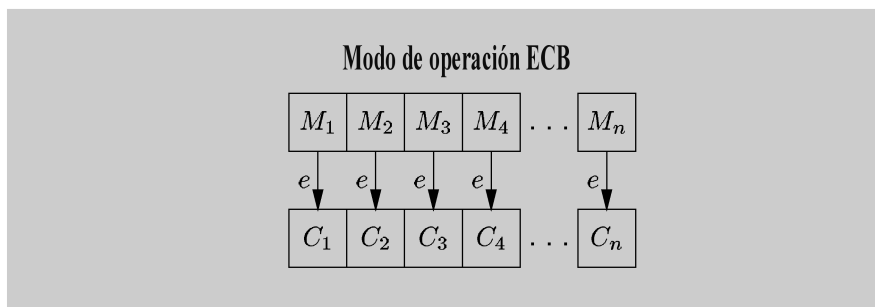 Modo de operación ECB
M₁ M₂ M₃ M₄ . . . Mₙ
e e e e e
C₁ C₂ C₃ C₄ . . . Cₙ